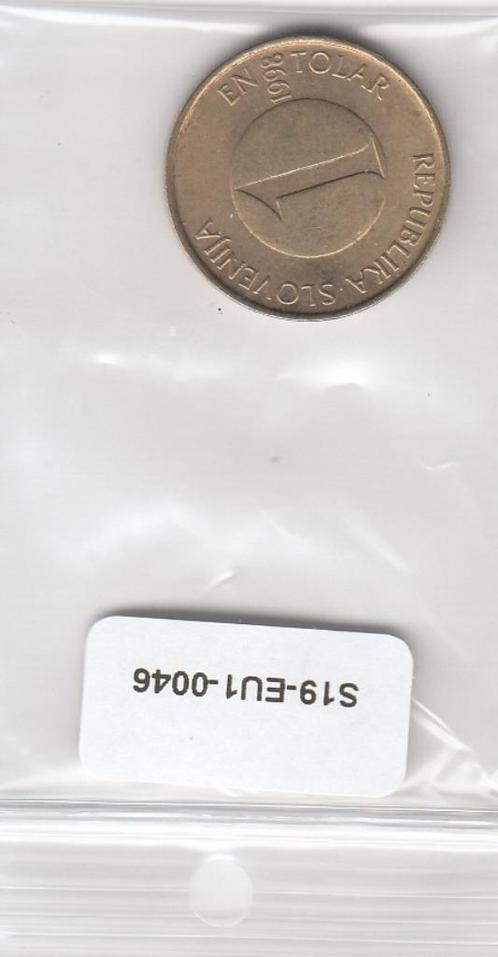 EN TOLAR
1998
1
REPUBLIKA·SLOVENIJA
S19-EU1-0046